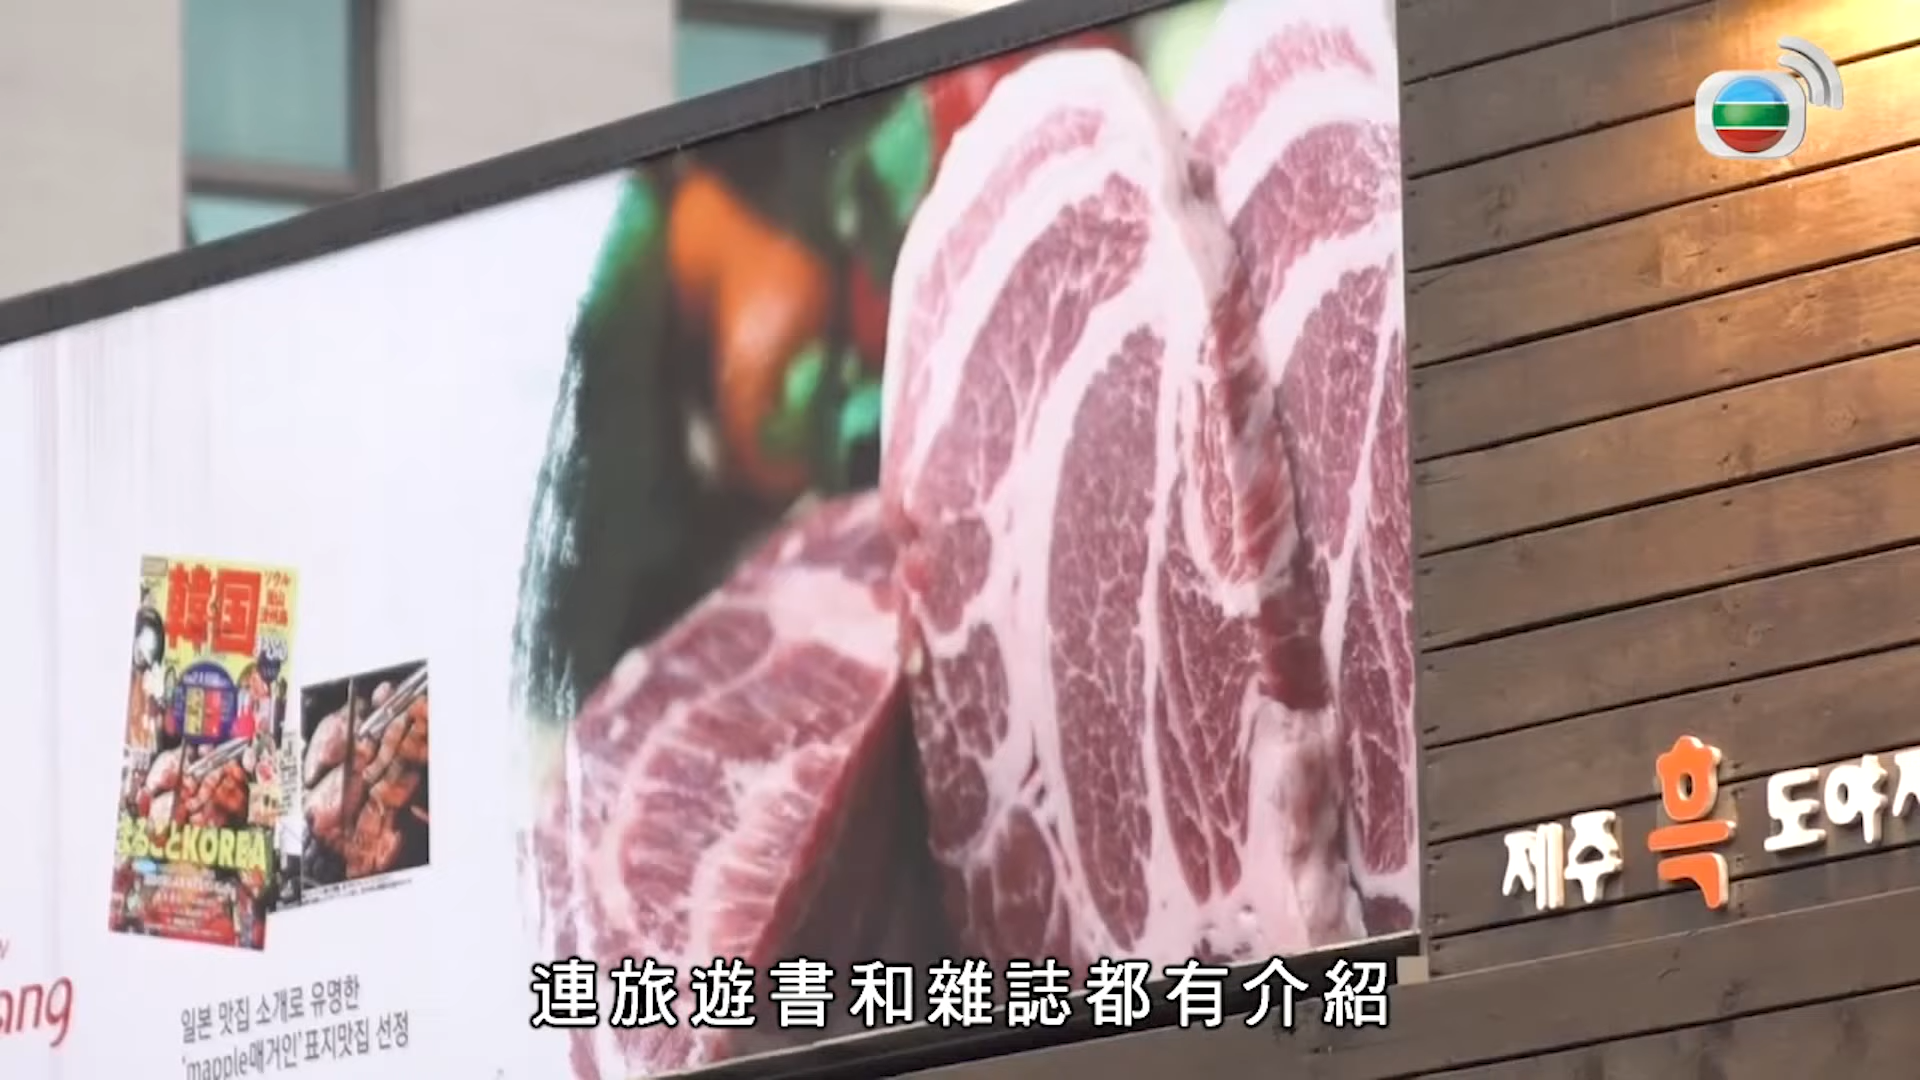 韓国
まるごとKOREA
ang
일본 맛집 소개로 유명한
'mapple매거인' 표지맛집 선정
제주 흑 도야지
連旅遊書和雜誌都有介紹